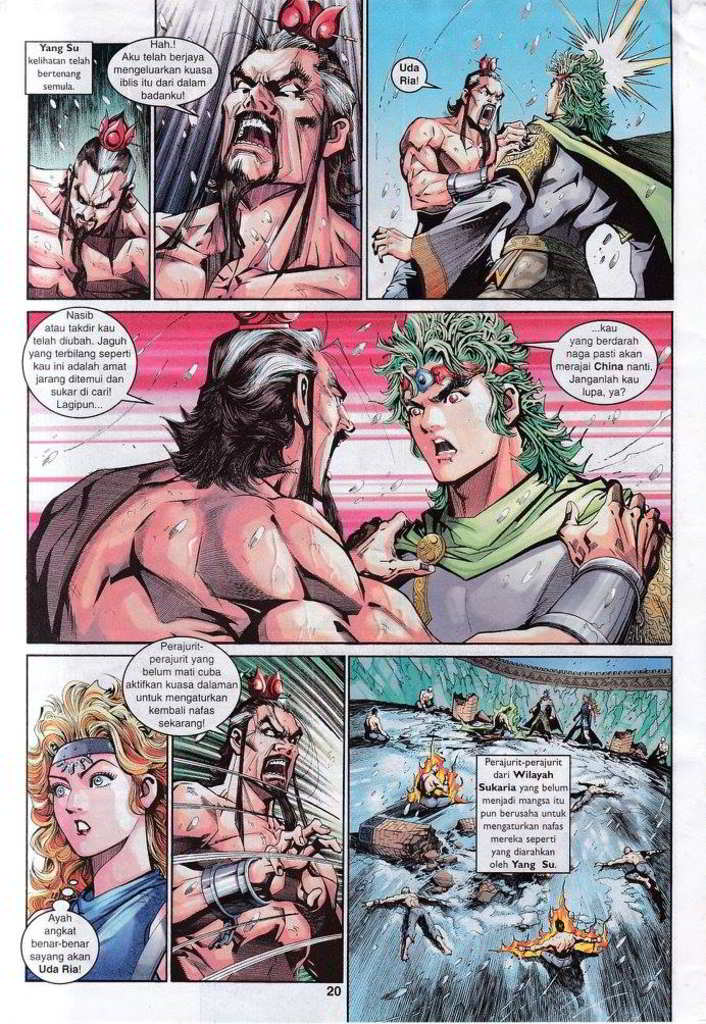 Yang Su
kelihatan telah
bertenang
semula.
Hah.!
Aku telah berjaya
mengeluarkan kuasa
iblis itu dari dalam
badanku!
Uda
Ria!
Nasib
atau takdir kau
telah diubah. Jaguh
yang terbilang seperti
kau ini adalah amat
jarang ditemui dan
sukar di cari!
Lagipun...
...kau
yang berdarah
naga pasti akan
merajai China nanti.
Janganlah kau
lupa, ya?
Perajurit-
perajurit yang
belum mati cuba
aktifkan kuasa dalaman
untuk mengaturkan
kembali nafas
sekarang!
Ayah
angkat
benar-benar
sayang akan
Uda Ria!
Perajurit-perajurit
dari Wilayah
Sukaria yang belum
menjadi mangsa itu
pun berusaha untuk
mengaturkan nafas
mereka seperti
yang diarahkan
oleh Yang Su.
20